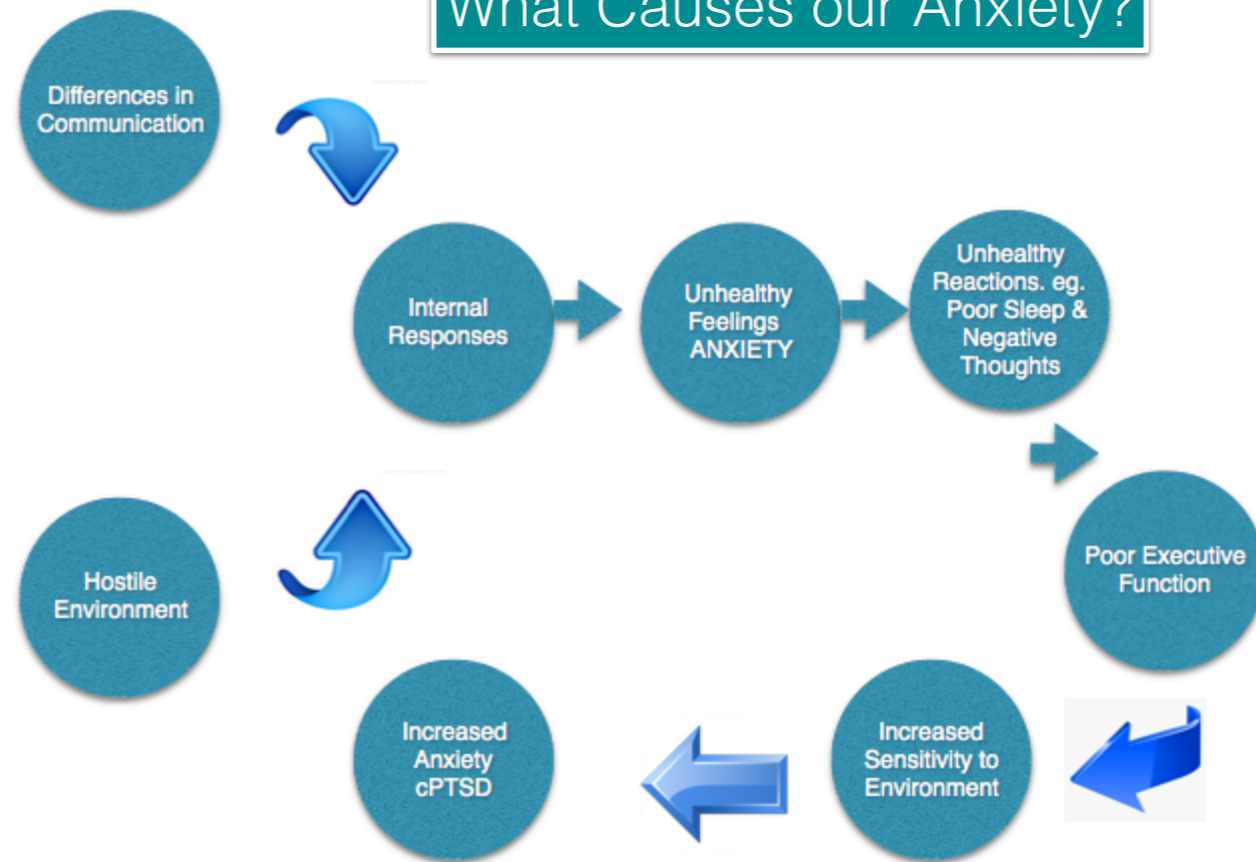 What Causes our Anxiety?
Differences in
Communication
Internal
Responses
Unhealthy
Feelings
ANXIETY
Unhealthy
Reactions. eg.
Poor Sleep &
Negative
Thoughts
Hostile
Environment
Poor Executive
Function
Increased
Sensitivity to
Environment
Increased
Anxiety
cPTSD